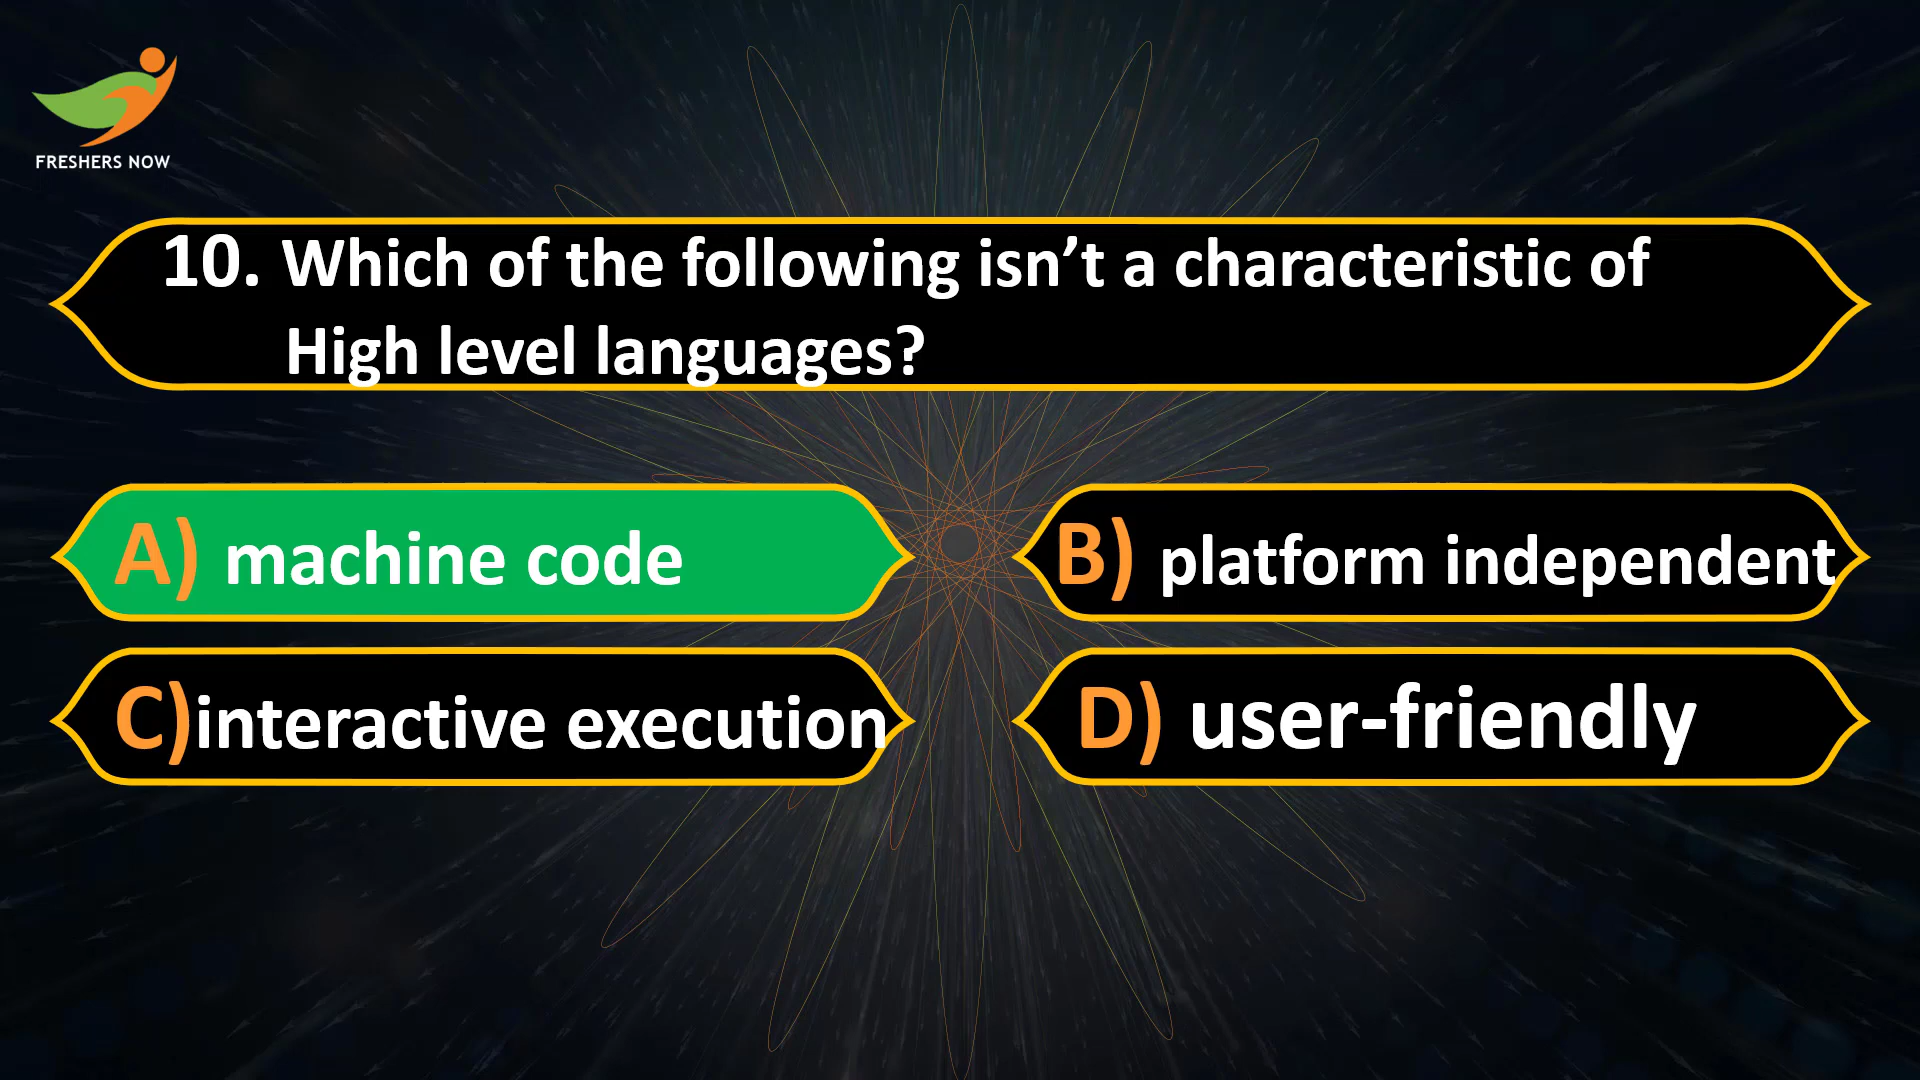 FRESHERS NOW
10. Which of the following isn’t a characteristic of
High level languages?
A) machine code
B) platform independent
C)interactive execution
D) user-friendly